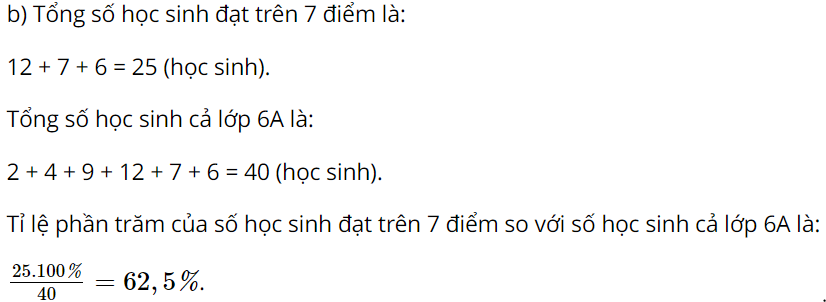 b) Tổng số học sinh đạt trên 7 điểm là:
12 + 7 + 6 = 25 (học sinh).
Tổng số học sinh cả lớp 6A là:
2 + 4 + 9 + 12 + 7 + 6 = 40 (học sinh).
Tỉ lệ phần trăm của số học sinh đạt trên 7 điểm so với số học sinh cả lớp 6A là:
\frac{25.100\%}{40} = 62,5%.
.